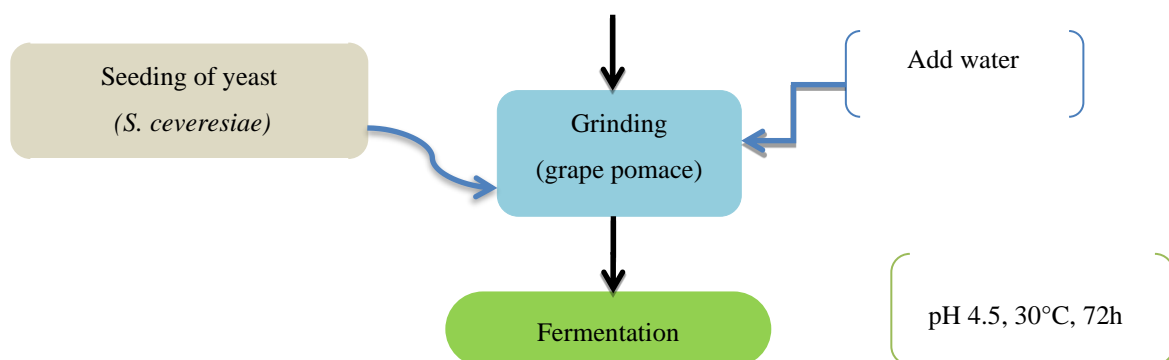 Seeding of yeast
(S. ceveresiae)
Grinding
(grape pomace)
Add water
Fermentation
pH 4.5, 30°C, 72h